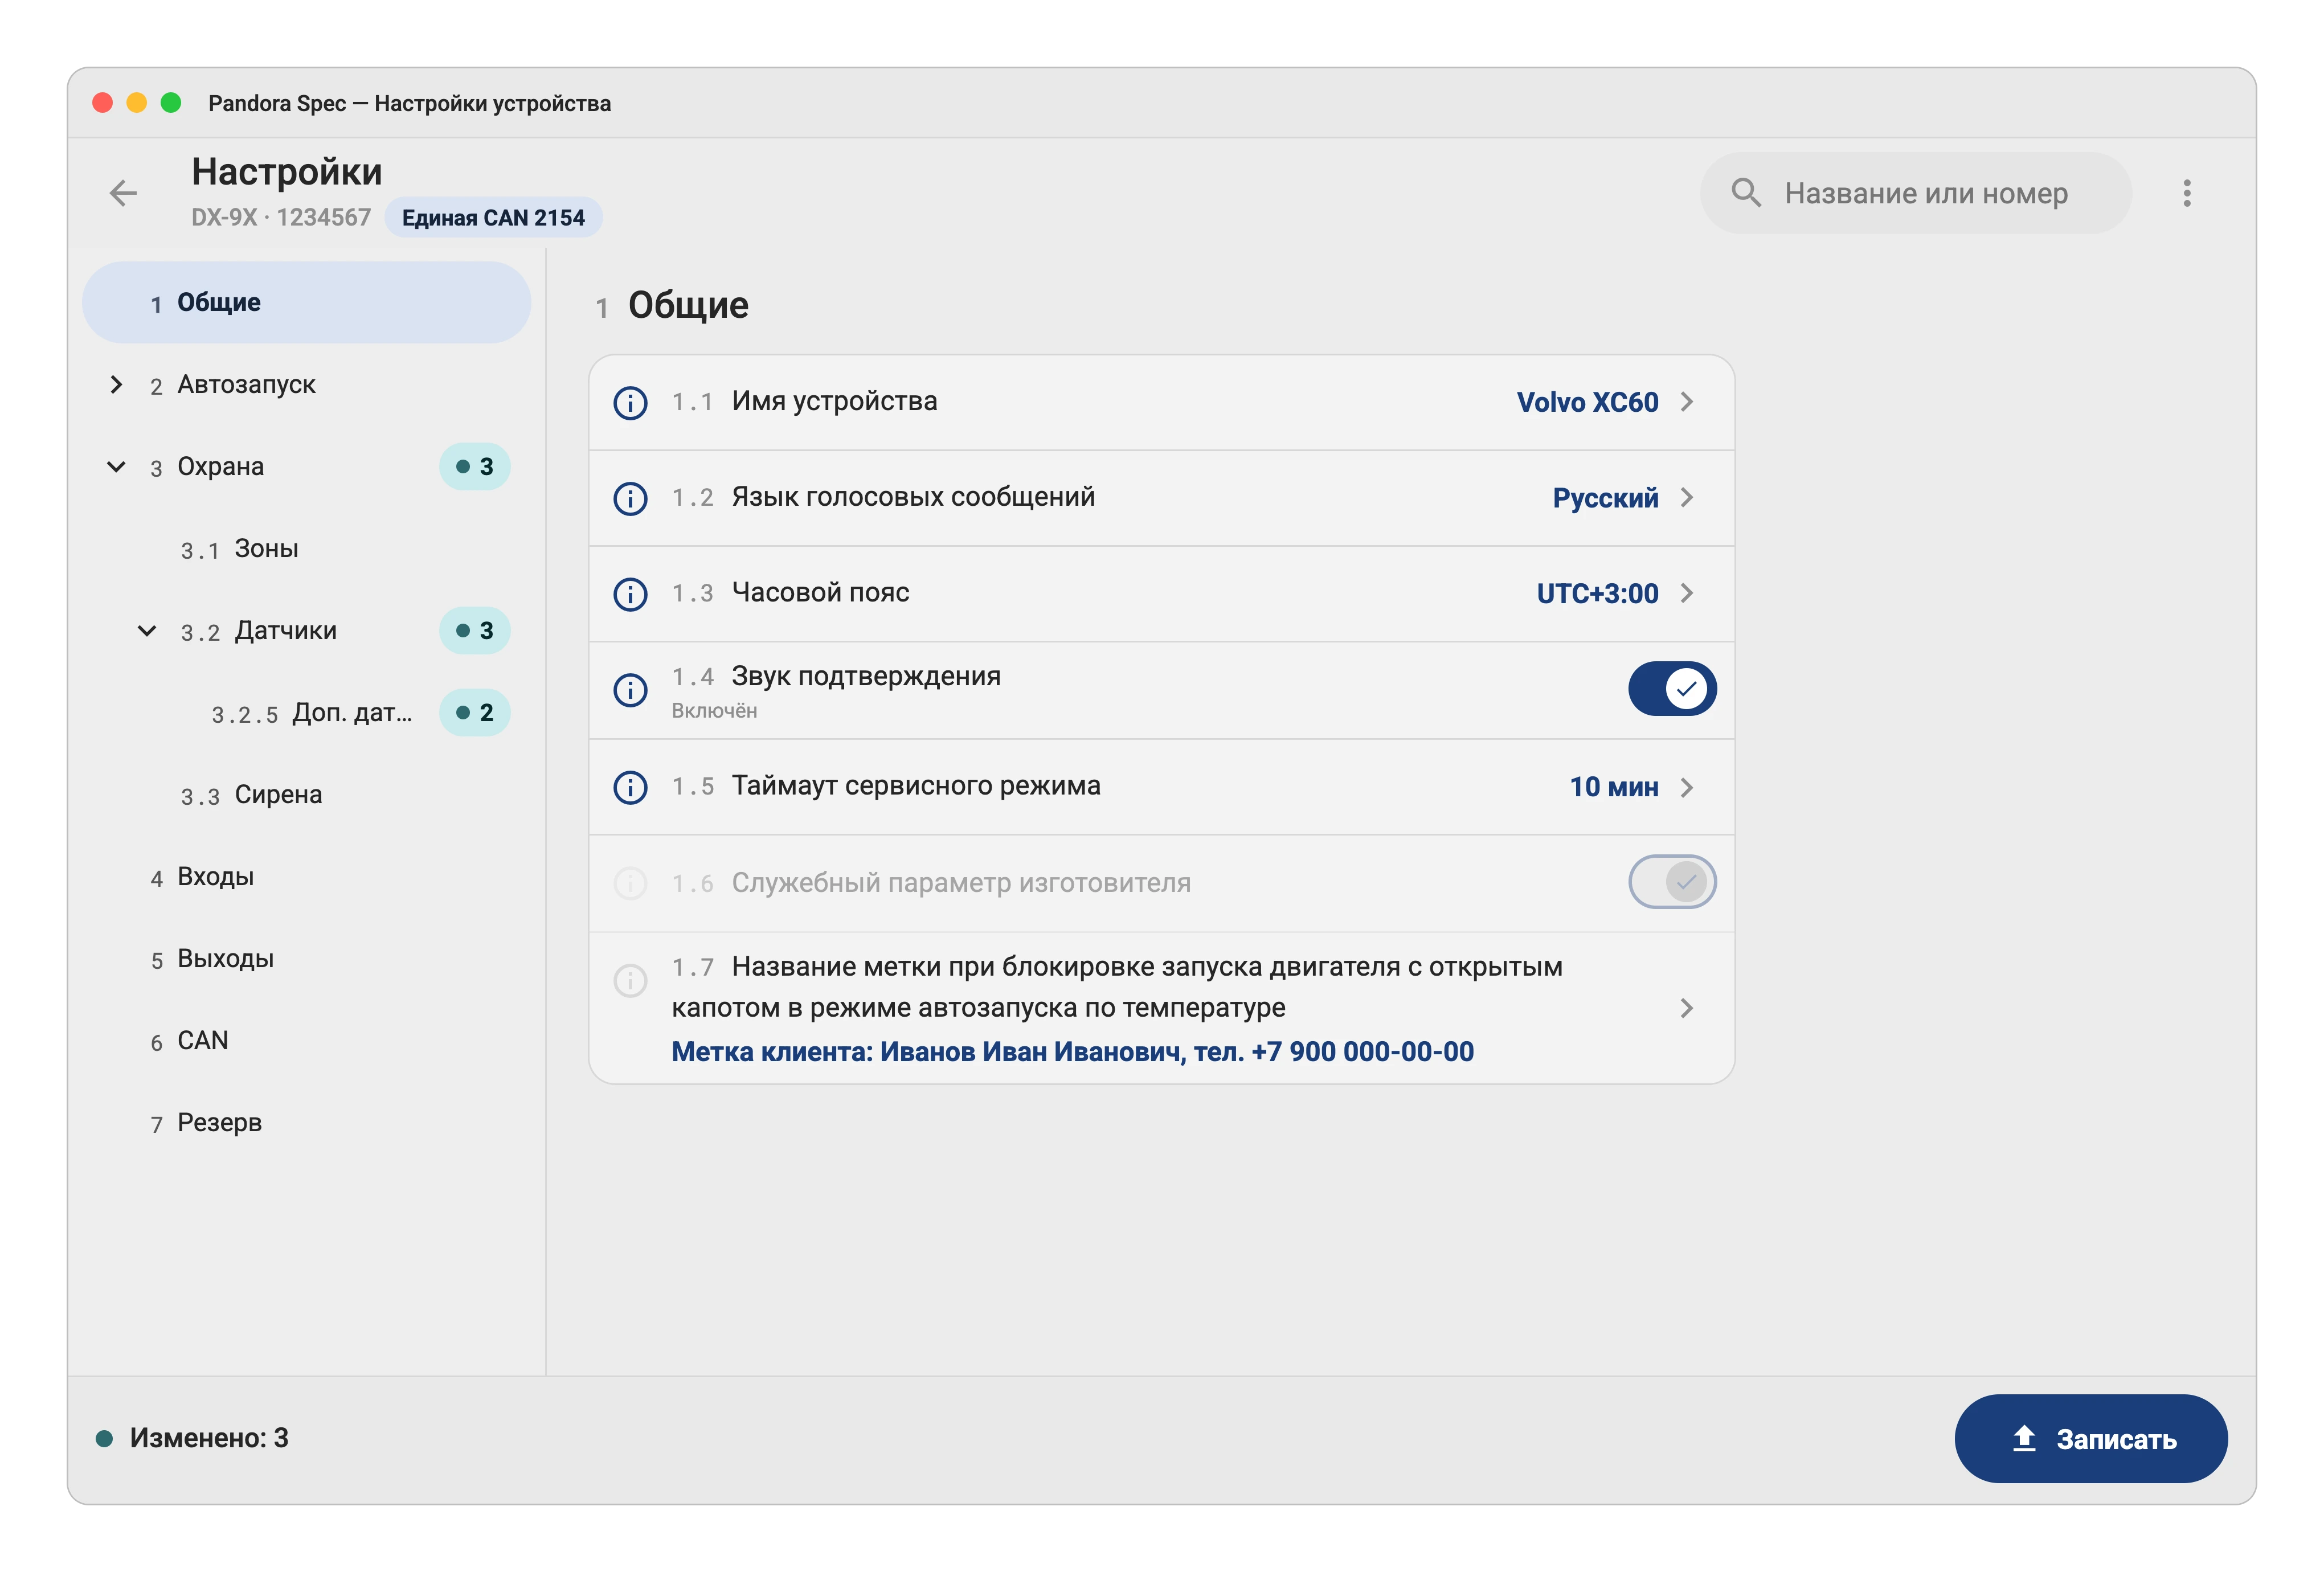 Pandora Spec — Настройки устройства
Настройки
DX-9X · 1234567 Единая CAN 2154
Название или номер
1 Общие
2 Автозапуск
3 Охрана 3
3.1 Зоны
3.2 Датчики 3
3.2.5 Доп. дат... 2
3.3 Сирена
4 Входы
5 Выходы
6 CAN
7 Резерв
1 Общие
1.1 Имя устройства Volvo XC60
1.2 Язык голосовых сообщений Русский
1.3 Часовой пояс UTC+3:00
1.4 Звук подтверждения
Включён
1.5 Таймаут сервисного режима 10 мин
1.6 Служебный параметр изготовителя
1.7 Название метки при блокировке запуска двигателя с открытым
капотом в режиме автозапуска по температуре
Метка клиента: Иванов Иван Иванович, тел. +7 900 000-00-00
Изменено: 3
Записать